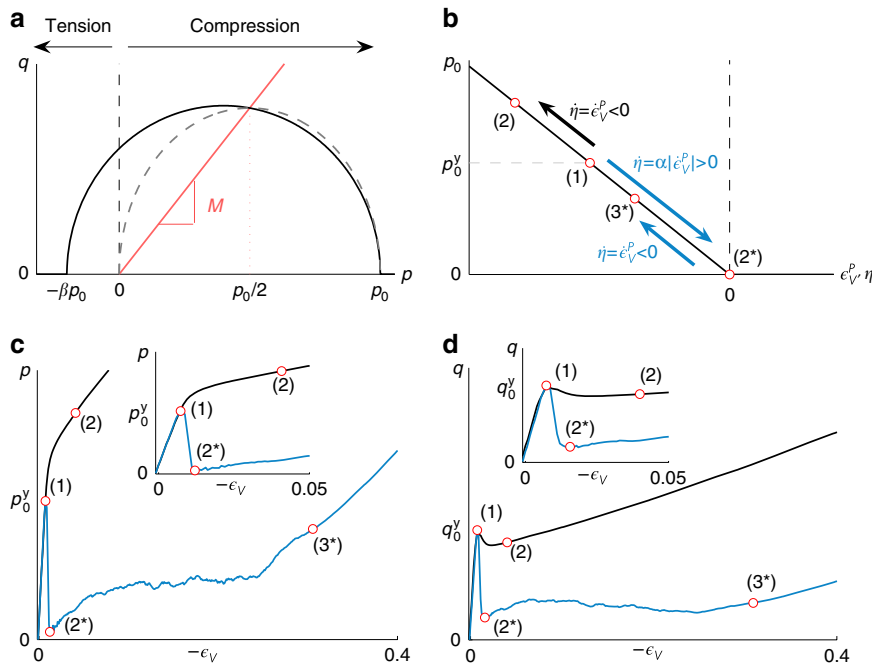 a
Tension Compression
q
M
0
−βp₀ 0 p₀/2 p₀ p
b
p₀
(2)
η̇=ε̇ᵥᴾ<0
p₀ʸ
(1)
η̇=α|ε̇ᵥᴾ|>0
(3*)
η̇=ε̇ᵥᴾ<0
(2*)
0
0
ϵᵥᴾ, η
c
p
(2)
(1)
p₀ʸ
(3*)
(2*)
0
0 −ϵᵥ 0.4
p
(2)
(1)
p₀ʸ
(2*)
0
−ϵᵥ 0.05
d
q
(1)
q₀ʸ
(2)
(3*)
(2*)
0
0 −ϵᵥ 0.4
q
(1)
(2)
q₀ʸ
(2*)
0
−ϵᵥ 0.05